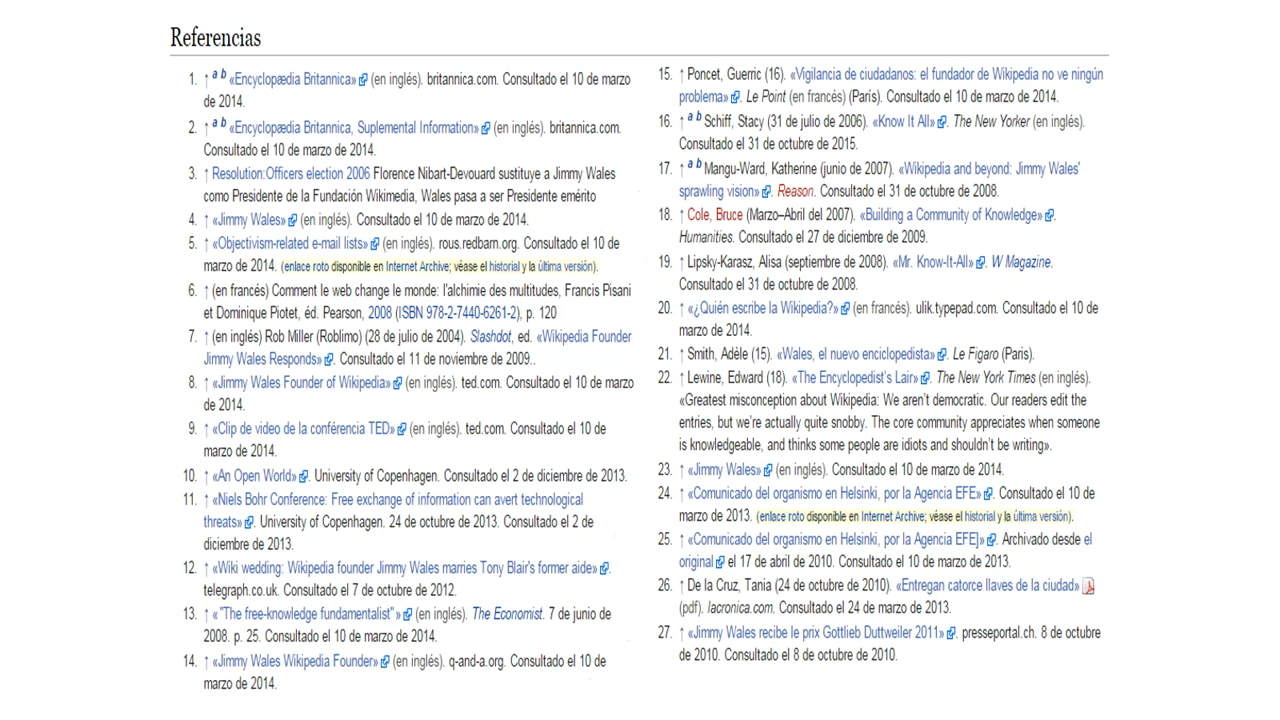 Referencias
1. ↑ a b «Encyclopædia Britannica» (en inglés). britannica.com. Consultado el 10 de marzo
de 2014.
2. ↑ a b «Encyclopædia Britannica, Suplemental Information» (en inglés). britannica.com.
Consultado el 10 de marzo de 2014.
3. ↑ Resolution:Officers election 2006 Florence Nibart-Devouard sustituye a Jimmy Wales
como Presidente de la Fundación Wikimedia, Wales pasa a ser Presidente emérito
4. ↑ «Jimmy Wales» (en inglés). Consultado el 10 de marzo de 2014.
5. ↑ «Objectivism-related e-mail lists» (en inglés). rous.redbarn.org. Consultado el 10 de
marzo de 2014. (enlace roto disponible en Internet Archive; véase el historial y la última versión).
6. ↑ (en francés) Comment le web change le monde: l'alchimie des multitudes, Francis Pisani
et Dominique Piotet, éd. Pearson, 2008 (ISBN 978-2-7440-6261-2), p. 120
7. ↑ (en inglés) Rob Miller (Roblimo) (28 de julio de 2004). Slashdot, ed. «Wikipedia Founder
Jimmy Wales Responds». Consultado el 11 de noviembre de 2009..
8. ↑ «Jimmy Wales Founder of Wikipedia» (en inglés). ted.com. Consultado el 10 de marzo
de 2014.
9. ↑ «Clip de video de la conférencia TED» (en inglés). ted.com. Consultado el 10 de
marzo de 2014.
10. ↑ «An Open World». University of Copenhagen. Consultado el 2 de diciembre de 2013.
11. ↑ «Niels Bohr Conference: Free exchange of information can avert technological
threats». University of Copenhagen. 24 de octubre de 2013. Consultado el 2 de
diciembre de 2013.
12. ↑ «Wiki wedding: Wikipedia founder Jimmy Wales marries Tony Blair's former aide».
telegraph.co.uk. Consultado el 7 de octubre de 2012.
13. ↑ «"The free-knowledge fundamentalist"» (en inglés). The Economist. 7 de junio de
2008. p. 25. Consultado el 10 de marzo de 2014.
14. ↑ «Jimmy Wales Wikipedia Founder» (en inglés). q-and-a.org. Consultado el 10 de
marzo de 2014.
15. ↑ Poncet, Guerric (16). «Vigilancia de ciudadanos: el fundador de Wikipedia no ve ningún
problema». Le Point (en francés) (París). Consultado el 10 de marzo de 2014.
16. ↑ a b Schiff, Stacy (31 de julio de 2006). «Know It All». The New Yorker (en inglés).
Consultado el 31 de octubre de 2015.
17. ↑ a b Mangu-Ward, Katherine (junio de 2007). «Wikipedia and beyond: Jimmy Wales'
sprawling vision». Reason. Consultado el 31 de octubre de 2008.
18. ↑ Cole, Bruce (Marzo–Abril del 2007). «Building a Community of Knowledge».
Humanities. Consultado el 27 de diciembre de 2009.
19. ↑ Lipsky-Karasz, Alisa (septiembre de 2008). «Mr. Know-It-All». W Magazine.
Consultado el 31 de octubre de 2008.
20. ↑ «¿Quién escribe la Wikipedia?» (en francés). ulik.typepad.com. Consultado el 10 de
marzo de 2014.
21. ↑ Smith, Adèle (15). «Wales, el nuevo enciclopedista». Le Figaro (Paris).
22. ↑ Lewine, Edward (18). «The Encyclopedist's Lair». The New York Times (en inglés).
«Greatest misconception about Wikipedia: We aren't democratic. Our readers edit the
entries, but we're actually quite snobby. The core community appreciates when someone
is knowledgeable, and thinks some people are idiots and shouldn't be writing».
23. ↑ «Jimmy Wales» (en inglés). Consultado el 10 de marzo de 2014.
24. ↑ «Comunicado del organismo en Helsinki, por la Agencia EFE». Consultado el 10 de
marzo de 2013. (enlace roto disponible en Internet Archive; véase el historial y la última versión).
25. ↑ «Comunicado del organismo en Helsinki, por la Agencia EFE]». Archivado desde el
original el 17 de abril de 2010. Consultado el 10 de marzo de 2013.
26. ↑ De la Cruz, Tania (24 de octubre de 2010). «Entregan catorce llaves de la ciudad»
(pdf). lacronica.com. Consultado el 24 de marzo de 2013.
27. ↑ «Jimmy Wales recibe le prix Gottlieb Duttweiler 2011». presseportal.ch. 8 de octubre
de 2010. Consultado el 8 de octubre de 2010.